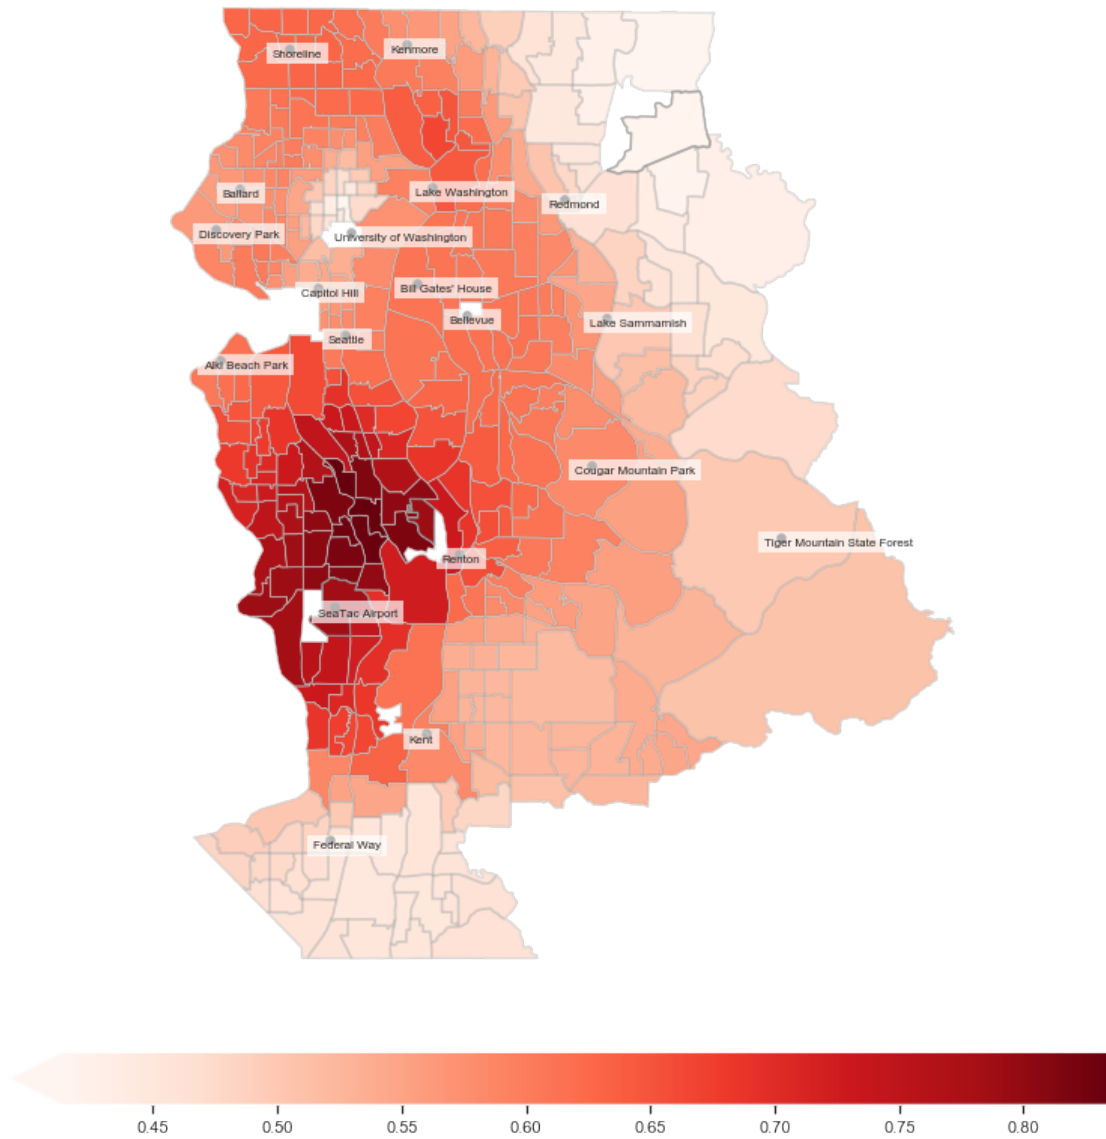 Shoreline
Kenmore
Ballard
Lake Washington
Redmond
Discovery Park
University of Washington
Capitol Hill
Bill Gates' House
Bellevue
Lake Sammamish
Seattle
Alki Beach Park
Cougar Mountain Park
Tiger Mountain State Forest
Renton
SeaTac Airport
Kent
Federal Way
0.45 0.50 0.55 0.60 0.65 0.70 0.75 0.80